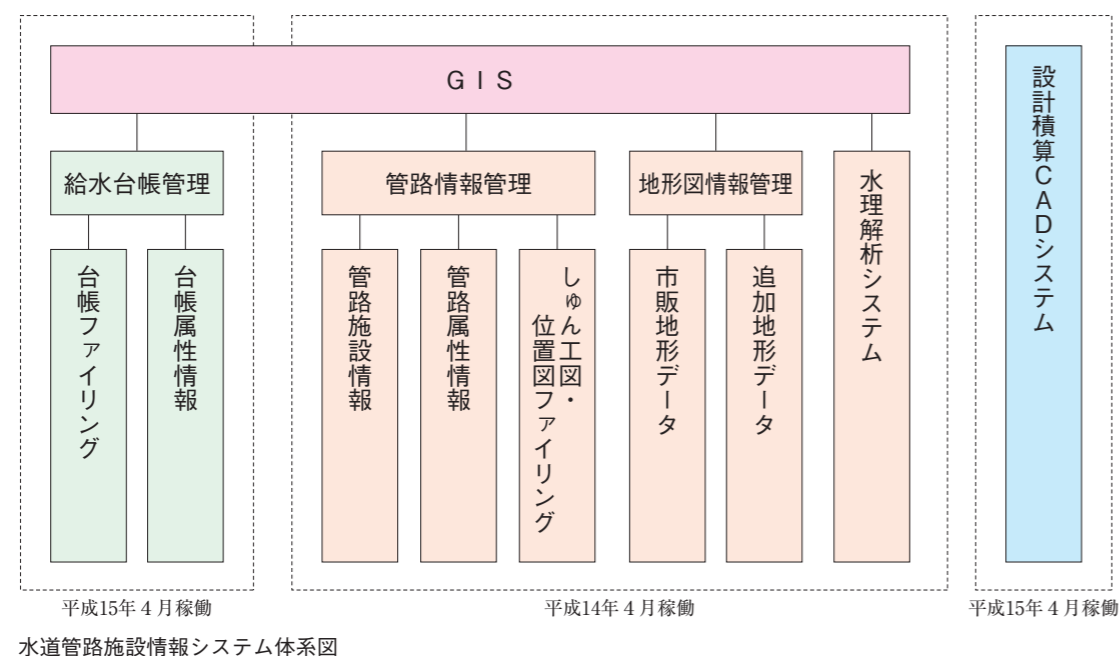 ＧＩＳ
給水台帳管理
管路情報管理
地形図情報管理
水理解析システム
設計積算ＣＡＤシステム
台帳ファイリング
台帳属性情報
管路施設情報
管路属性情報
しゅん工図・
位置図ファイリング
市販地形データ
追加地形データ
平成15年４月稼働
平成14年４月稼働
平成15年４月稼働
水道管路施設情報システム体系図